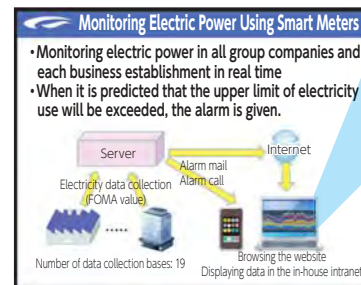 Monitoring Electric Power Using Smart Meters
・Monitoring electric power in all group companies and
each business establishment in real time
・When it is predicted that the upper limit of electricity
use will be exceeded, the alarm is given.
Server
Internet
Alarm mail
Alarm call
Electricity data collection
(FOMA value)
Number of data collection bases: 19
Browsing the website
Displaying data in the in-house intranet